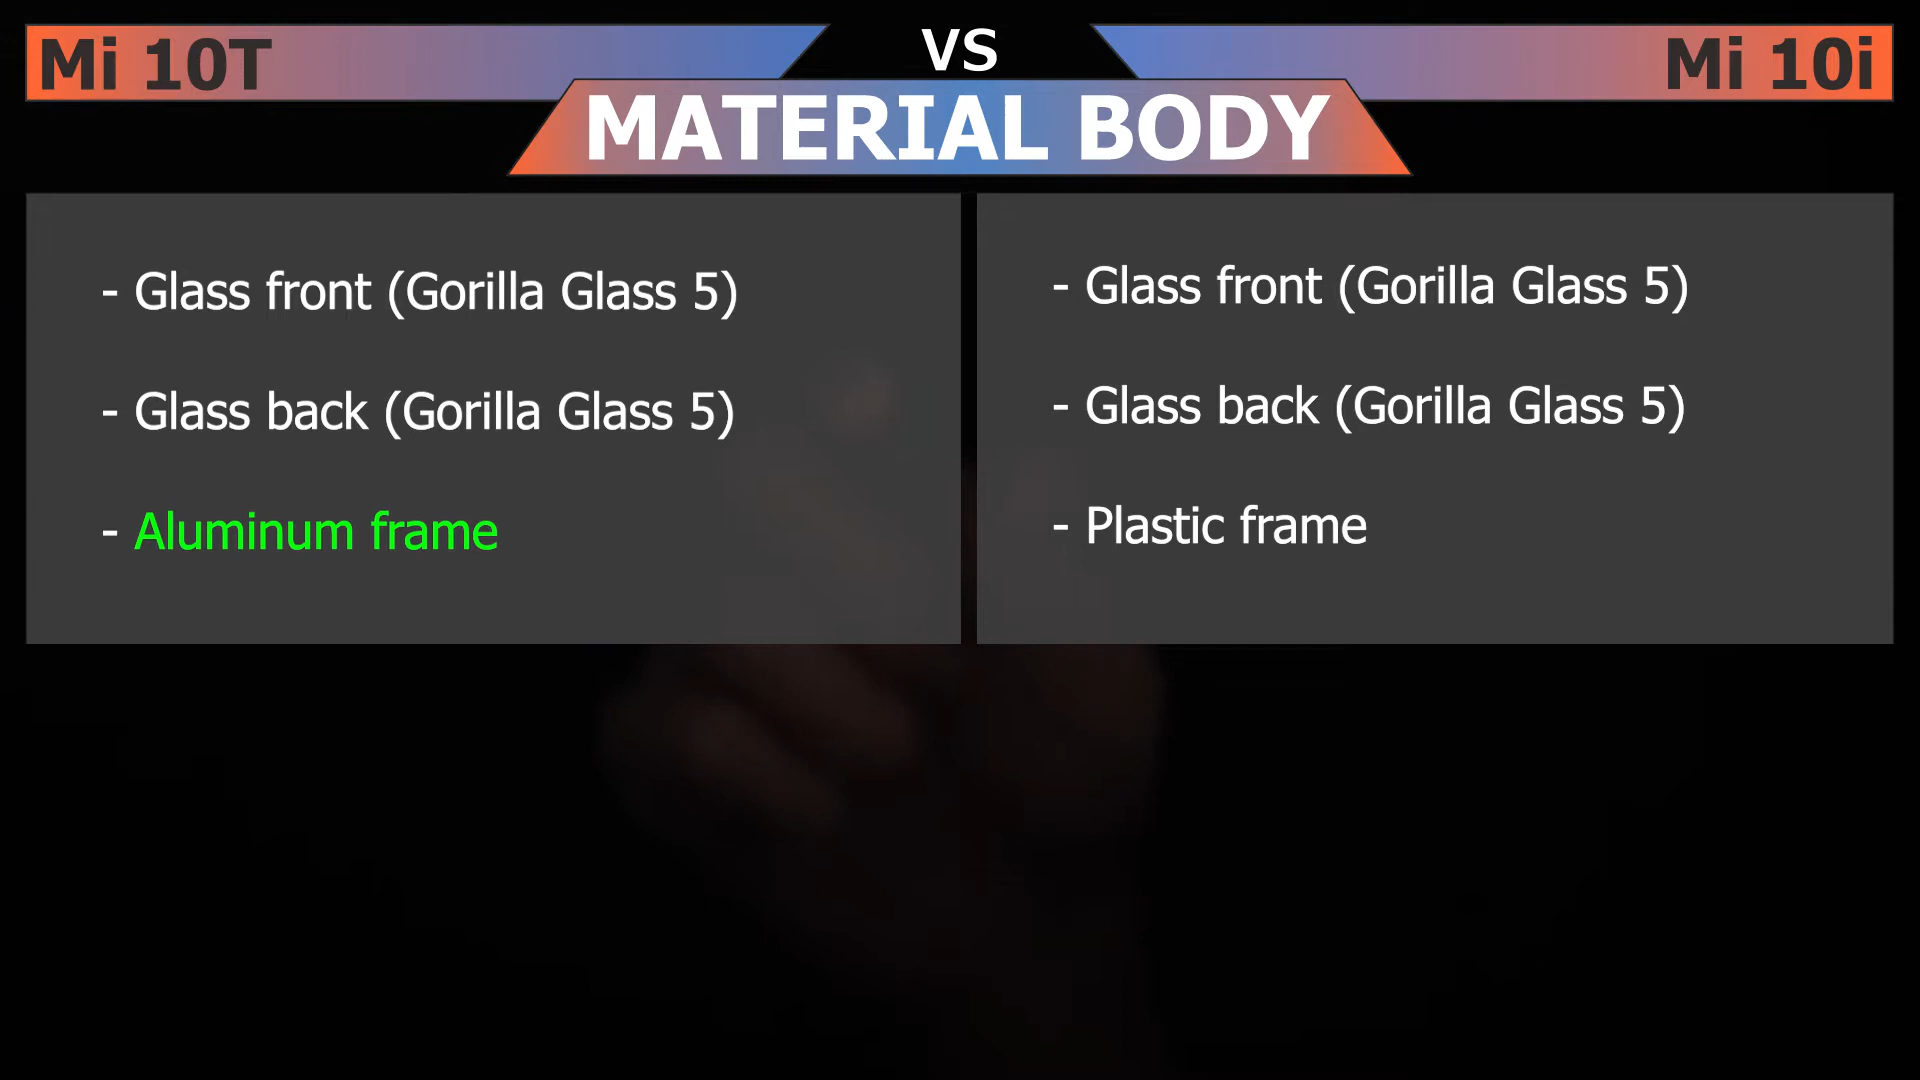 Mi 10T
VS
Mi 10i
MATERIAL BODY
- Glass front (Gorilla Glass 5)
- Glass back (Gorilla Glass 5)
- Aluminum frame
- Glass front (Gorilla Glass 5)
- Glass back (Gorilla Glass 5)
- Plastic frame